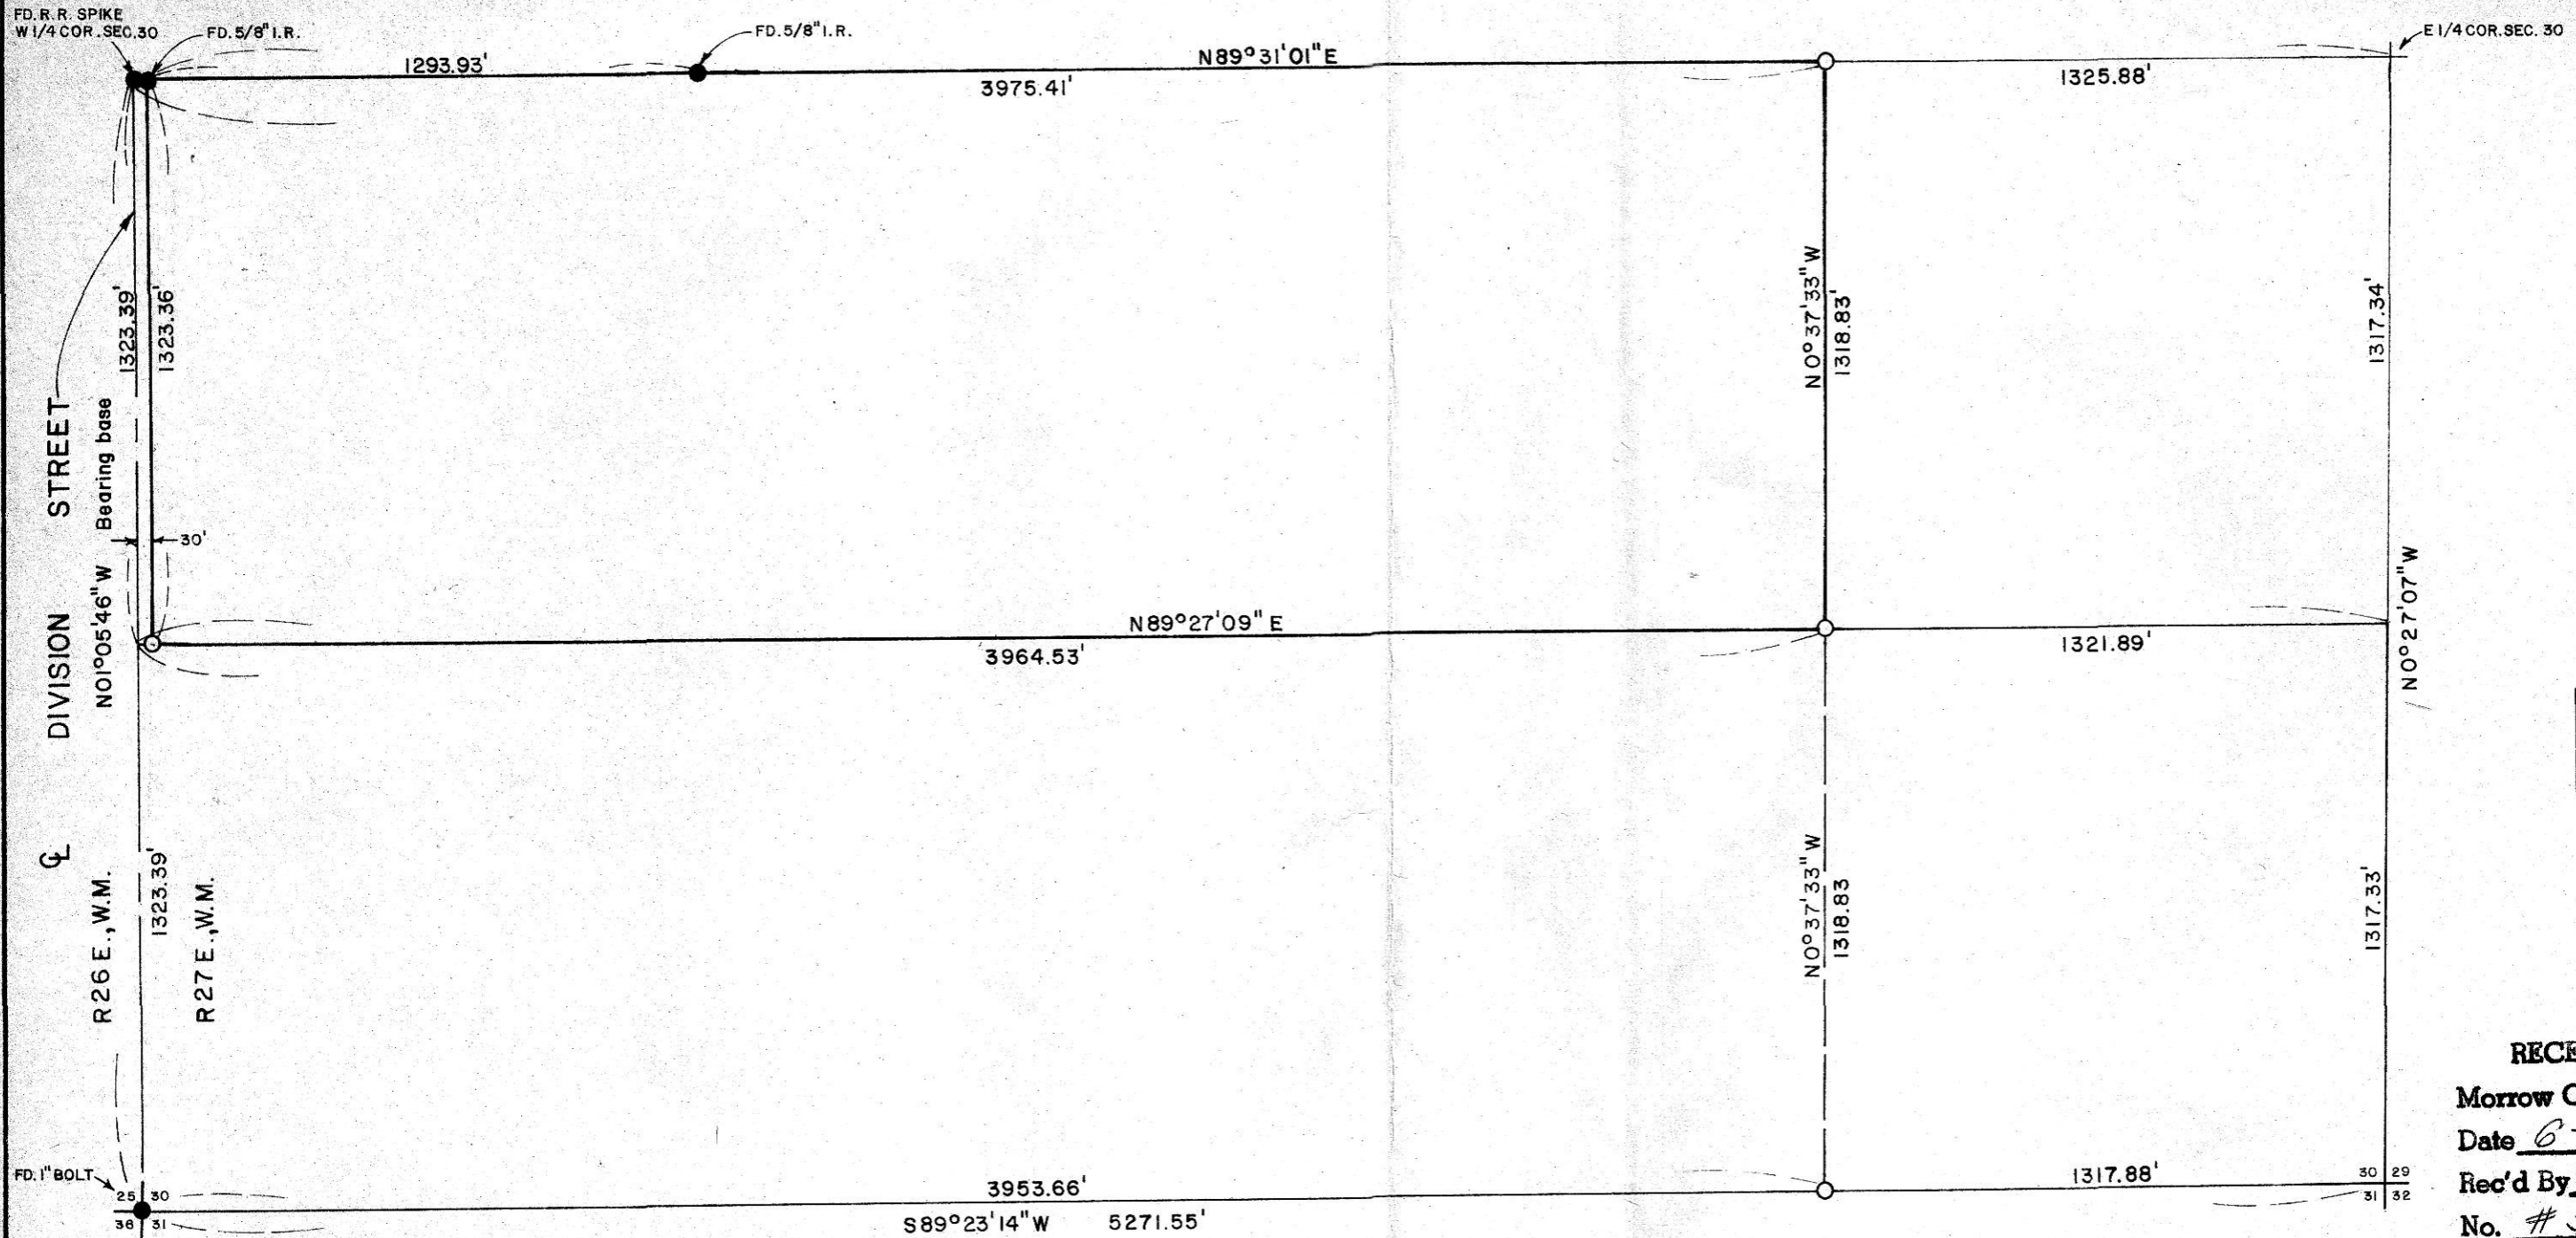 FD. R. R. SPIKE
W 1/4 COR. SEC. 30
FD. 5/8" I.R.
1293.93'
FD. 5/8" I.R.
N89°31'01"E
3975.41'
1325.88'
E 1/4 COR. SEC. 30
1323.39'
1323.36'
N0°37'33"W
1318.83'
1317.34'
℄ DIVISION STREET
N01°05'46"W Bearing base
30'
N89°27'09"E
3964.53'
1321.89'
N0°27'07"W
R26E.,W.M.
1323.39'
R27E.,W.M.
N0°37'33"W
1318.83
1317.33'
FD. 1" BOLT
25 30
36 31
3953.66'
S89°23'14"W 5271.55'
1317.88'
30 29
31 32
Morrow
Date 6
Rec'd By
No. #